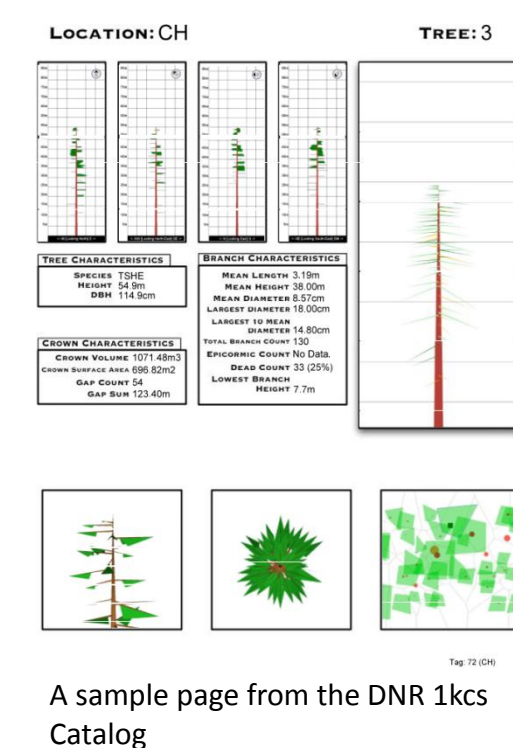 LOCATION: CH
TREE: 3
TREE CHARACTERISTICS
SPECIES TSHE
HEIGHT 54.9m
DBH 114.9cm
CROWN CHARACTERISTICS
CROWN VOLUME 1071.48m3
CROWN SURFACE AREA 696.82m2
GAP COUNT 54
GAP SUM 123.40m
BRANCH CHARACTERISTICS
MEAN LENGTH 3.19m
MEAN HEIGHT 38.00m
MEAN DIAMETER 8.57cm
LARGEST DIAMETER 18.00cm
LARGEST 10 MEAN
DIAMETER 14.80cm
TOTAL BRANCH COUNT 130
EPICORMIC COUNT No Data.
DEAD COUNT 33 (25%)
LOWEST BRANCH
HEIGHT 7.7m
Tag: 72 (CH)
A sample page from the DNR 1kcs
Catalog